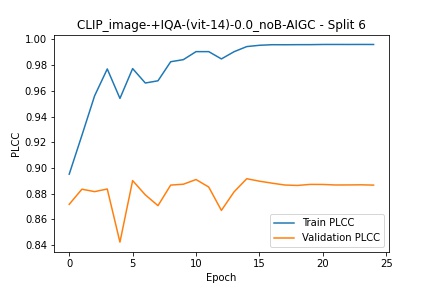 CLIP_image-+IQA-(vit-14)-0.0_noB-AIGC - Split 6
1.00
0.98
0.96
0.94
0.92
0.90
0.88
0.86
0.84
PLCC
Train PLCC
Validation PLCC
0 5 10 15 20 25
Epoch